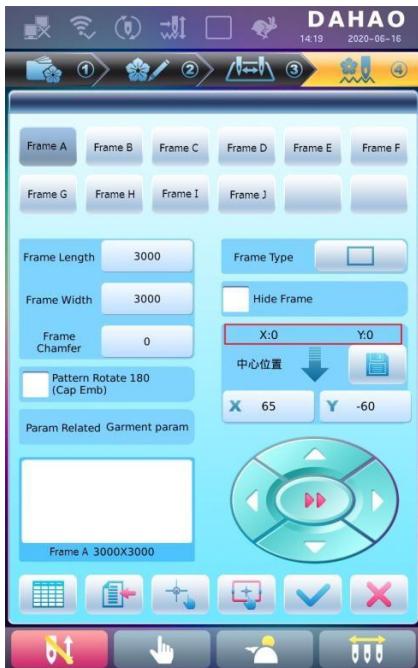 DAHAO
14:19 2020-06-16
① ② ③ ④
Frame A Frame B Frame C Frame D Frame E Frame F
Frame G Frame H Frame I Frame J
Frame Length 3000
Frame Type
Frame Width 3000
Hide Frame
Frame
Chamfer 0
X:0 Y:0
中心位置
Pattern Rotate 180
(Cap Emb)
X 65 Y -60
Param Related Garment param
Frame A 3000X3000